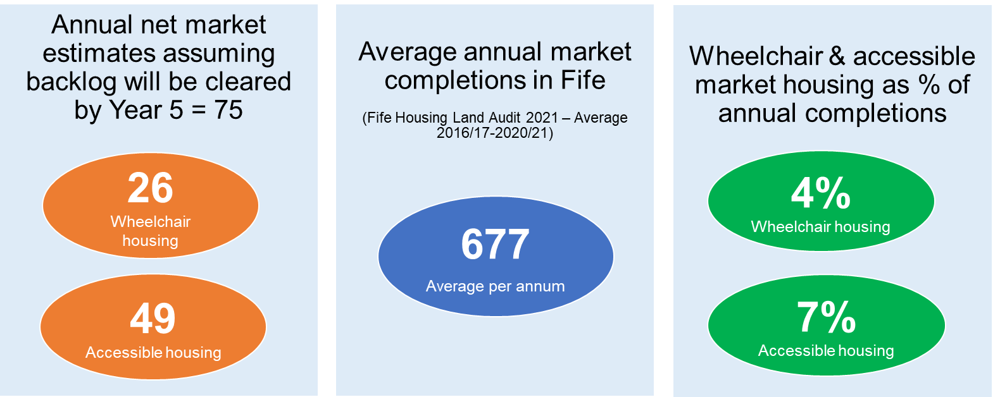 Annual net market
estimates assuming
backlog will be cleared
by Year 5 = 75
26
Wheelchair
housing
49
Accessible housing
Average annual market
completions in Fife
(Fife Housing Land Audit 2021 – Average
2016/17-2020/21)
677
Average per annum
Wheelchair & accessible
market housing as % of
annual completions
4%
Wheelchair housing
7%
Accessible housing